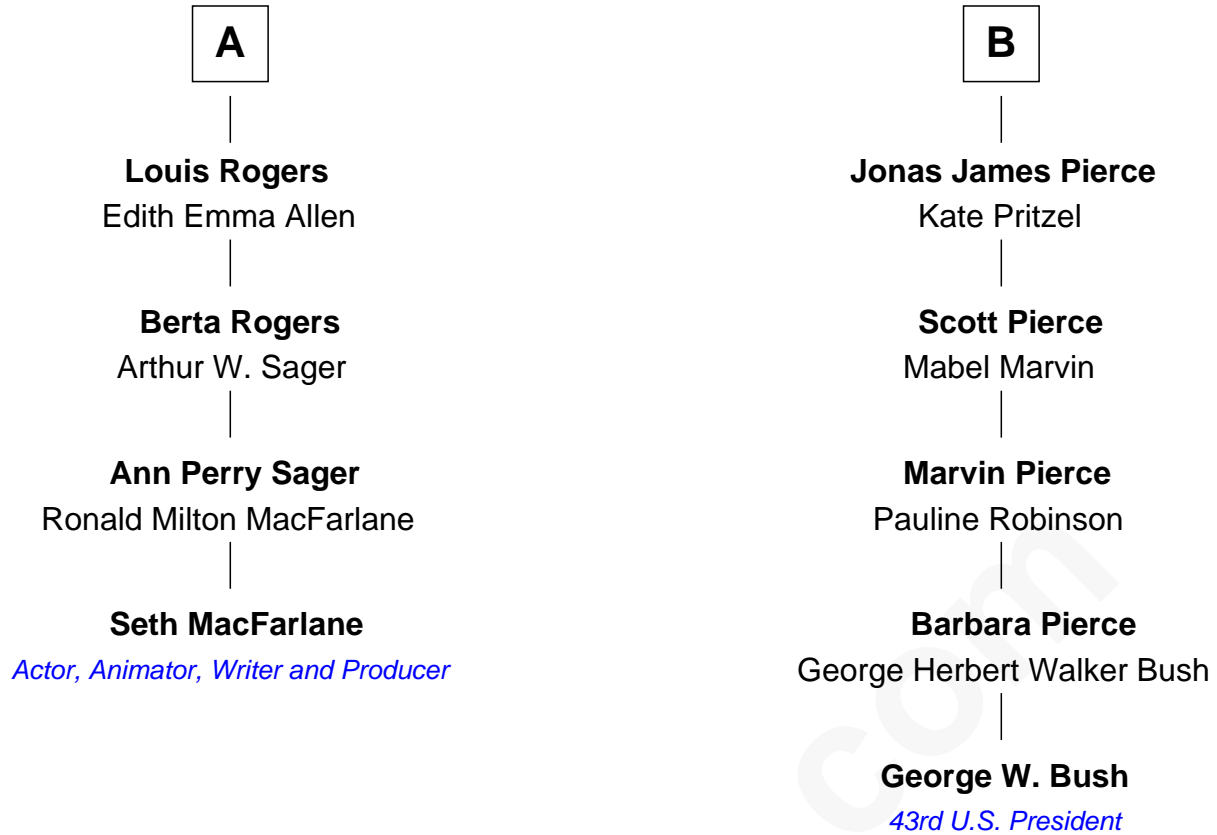 A
Louis Rogers
Edith Emma Allen
Berta Rogers
Arthur W. Sager
Ann Perry Sager
Ronald Milton MacFarlane
Seth MacFarlane
Actor, Animator, Writer and Producer
B
Jonas James Pierce
Kate Pritzel
Scott Pierce
Mabel Marvin
Marvin Pierce
Pauline Robinson
Barbara Pierce
George Herbert Walker Bush
George W. Bush
43rd U.S. President
com